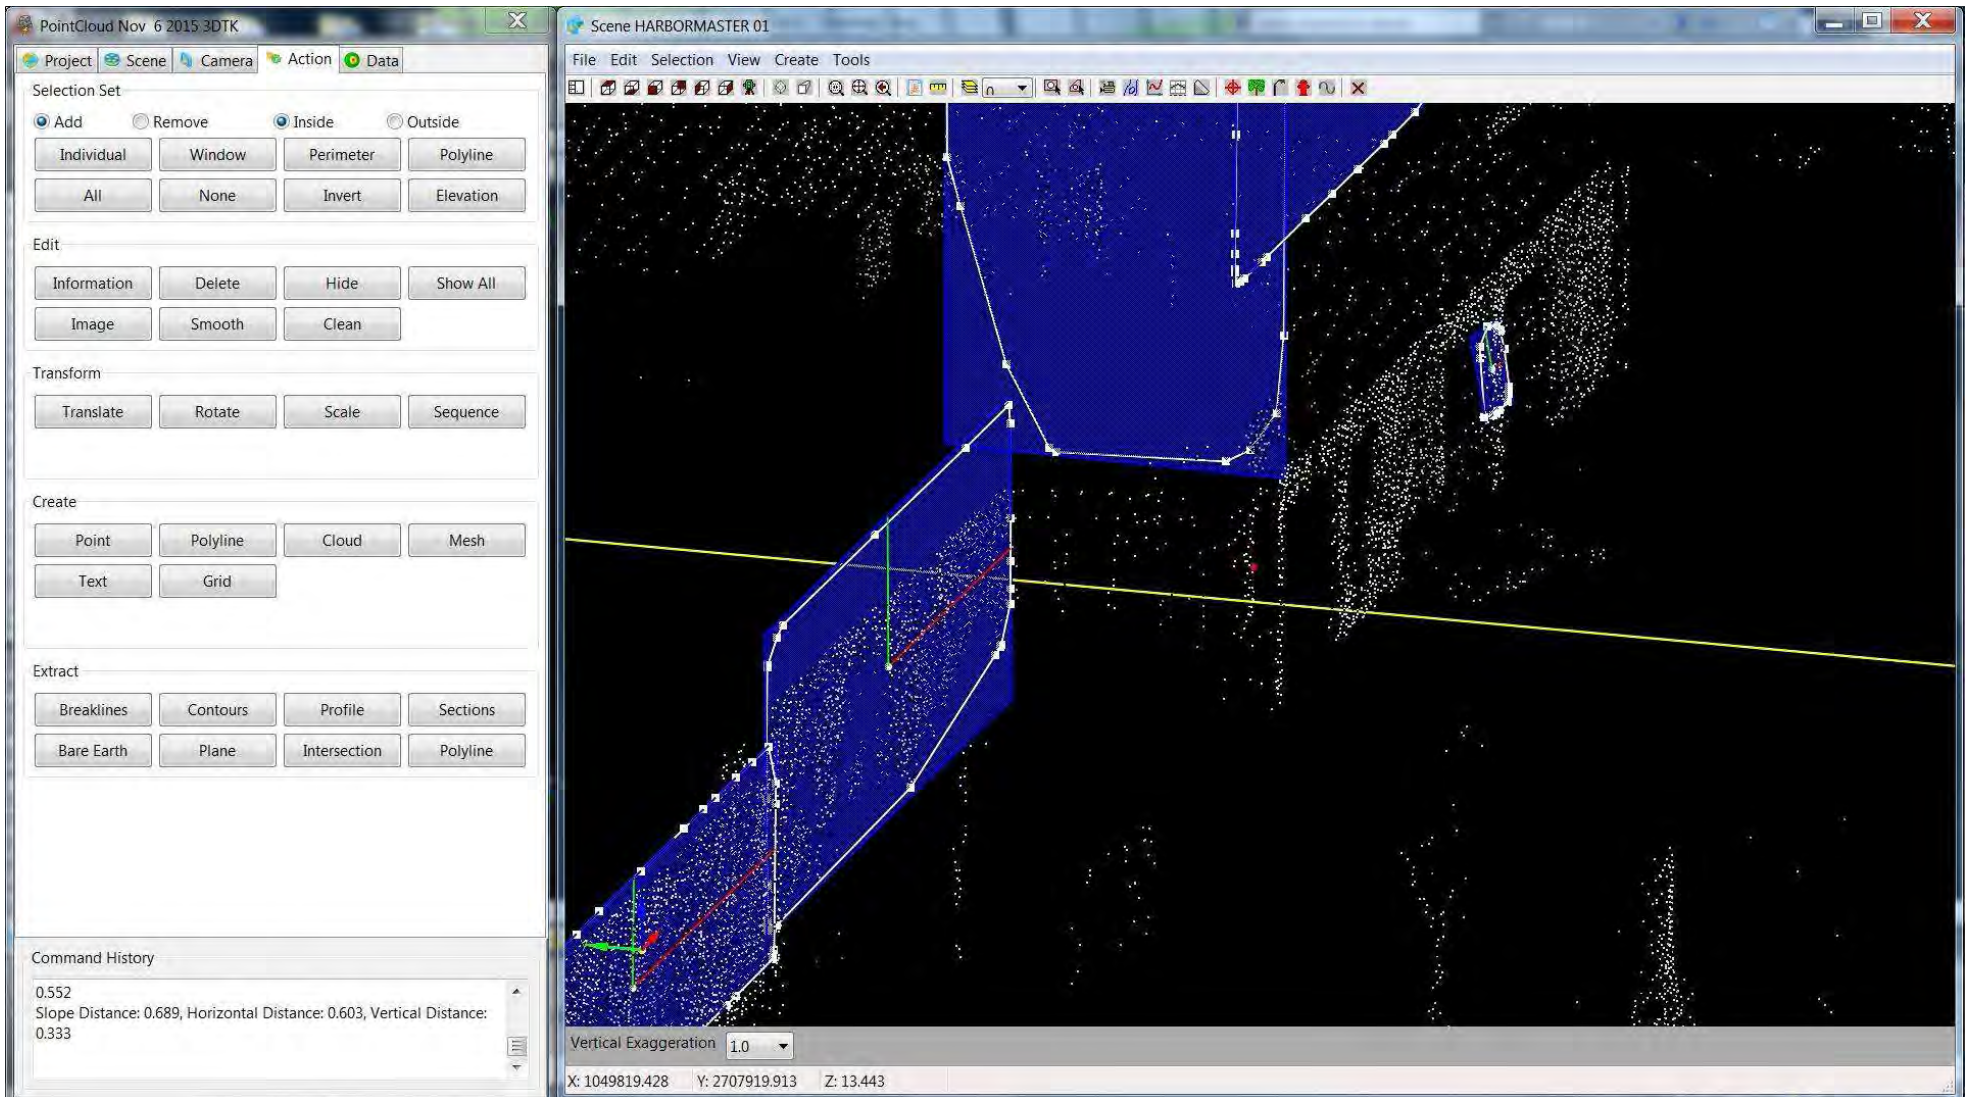 PointCloud Nov 6 2015 3DTK
Project Scene Camera Action Data
Selection Set
Add Remove Inside Outside
Individual Window Perimeter Polyline
All None Invert Elevation
Edit
Information Delete Hide Show All
Image Smooth Clean
Transform
Translate Rotate Scale Sequence
Create
Point Polyline Cloud Mesh
Text Grid
Extract
Breaklines Contours Profile Sections
Bare Earth Plane Intersection Polyline
Command History
0.552
Slope Distance: 0.689, Horizontal Distance: 0.603, Vertical Distance:
0.333
Scene HARBORMASTER 01
File Edit Selection View Create Tools
Vertical Exaggeration 1.0
X: 1049819.428 Y: 2707919.913 Z: 13.443